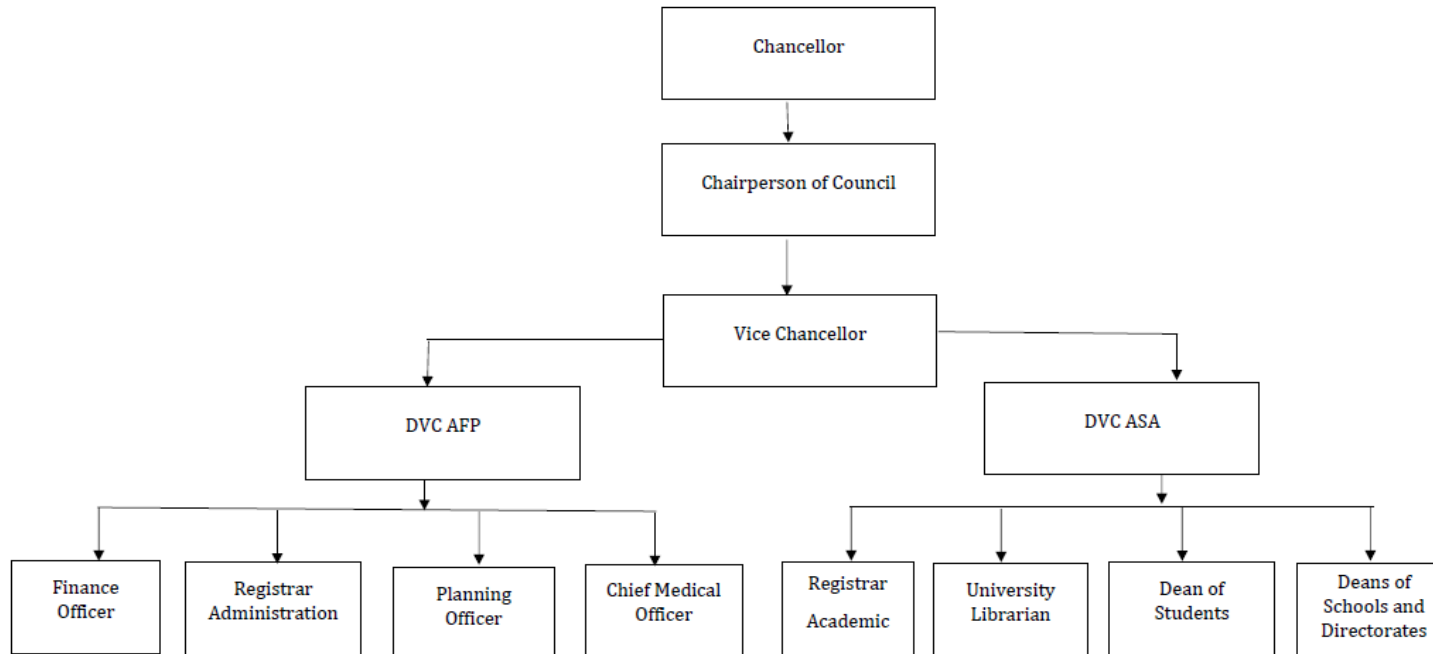 Chancellor
Chairperson of Council
Vice Chancellor
DVC AFP
DVC ASA
Finance
Officer
Registrar
Administration
Planning
Officer
Chief Medical
Officer
Registrar
Academic
University
Librarian
Dean of
Students
Deans of
Schools and
Directorates